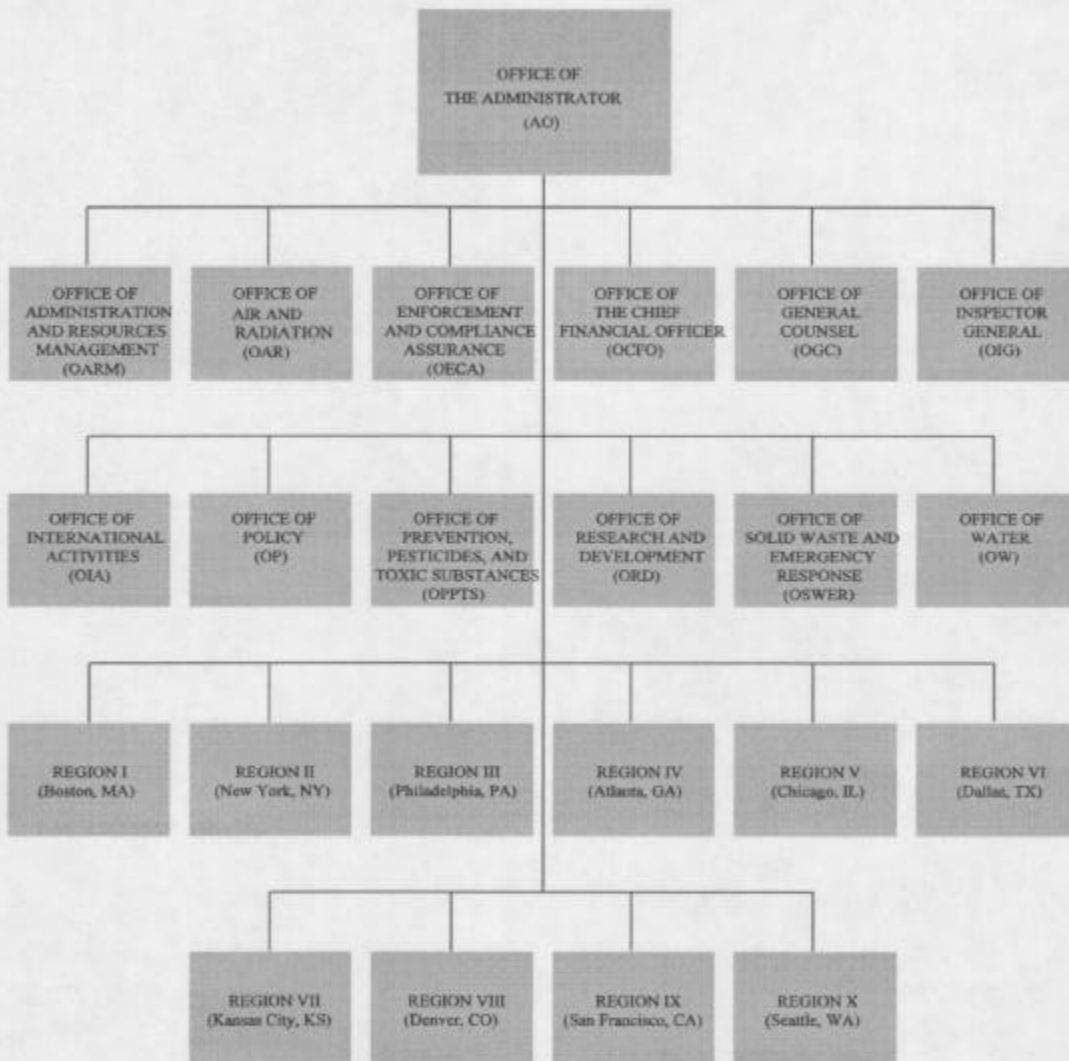 OFFICE OF
THE ADMINISTRATOR
(AO)
OFFICE OF
ADMINISTRATION
AND RESOURCES
MANAGEMENT
(OARM)
OFFICE OF
AIR AND
RADIATION
(OAR)
OFFICE OF
ENFORCEMENT
AND COMPLIANCE
ASSURANCE
(OECA)
OFFICE OF
THE CHIEF
FINANCIAL OFFICER
(OCFO)
OFFICE OF
GENERAL
COUNSEL
(OGC)
OFFICE OF
INSPECTOR
GENERAL
(OIG)
OFFICE OF
INTERNATIONAL
ACTIVITIES
(OIA)
OFFICE OF
POLICY
(OP)
OFFICE OF
PREVENTION,
PESTICIDES, AND
TOXIC SUBSTANCES
(OPPTS)
OFFICE OF
RESEARCH AND
DEVELOPMENT
(ORD)
OFFICE OF
SOLID WASTE AND
EMERGENCY
RESPONSE
(OSWER)
OFFICE OF
WATER
(OW)
REGION I
(Boston, MA)
REGION II
(New York, NY)
REGION III
(Philadelphia, PA)
REGION IV
(Atlanta, GA)
REGION V
(Chicago, IL)
REGION VI
(Dallas, TX)
REGION VII
(Kansas City, KS)
REGION VIII
(Denver, CO)
REGION IX
(San Francisco, CA)
REGION X
(Seattle, WA)